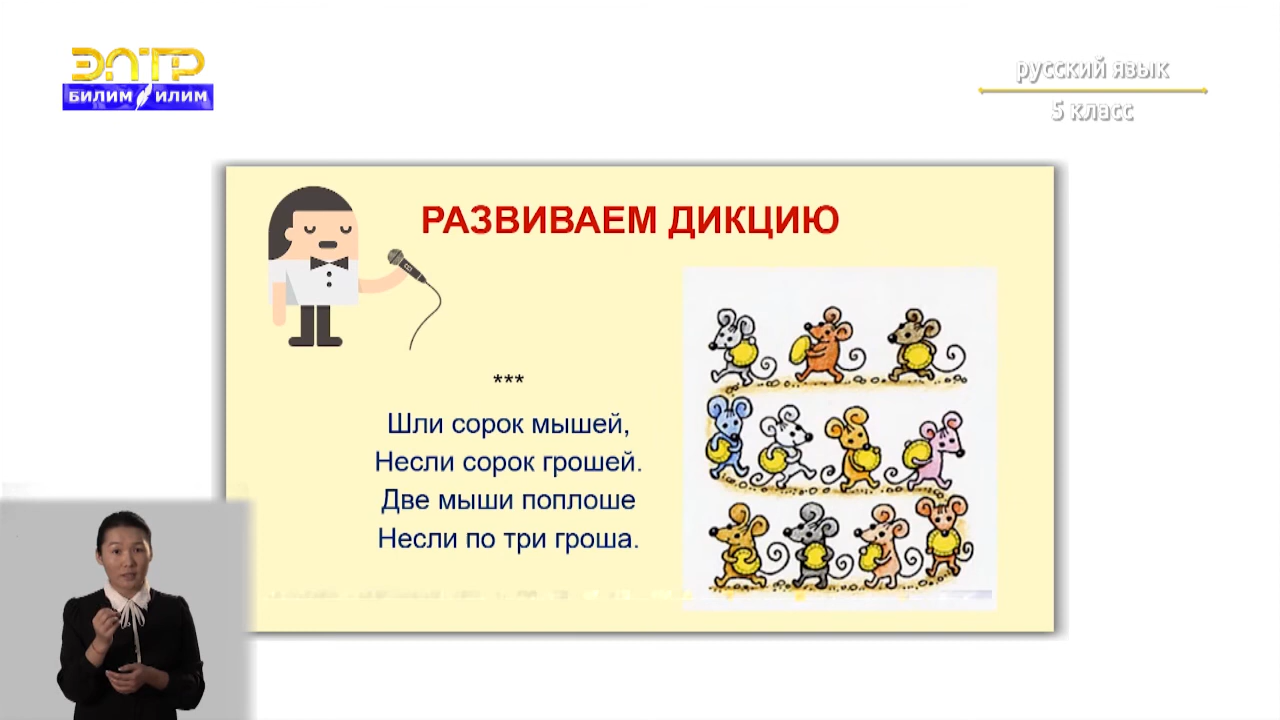 ЭЛТР
БИЛИМ ИЛИМ
русский язык
5 класс
РАЗВИВАЕМ ДИКЦИЮ
***
Шли сорок мышей,
Несли сорок грошей.
Две мыши поплоше
Несли по три гроша.